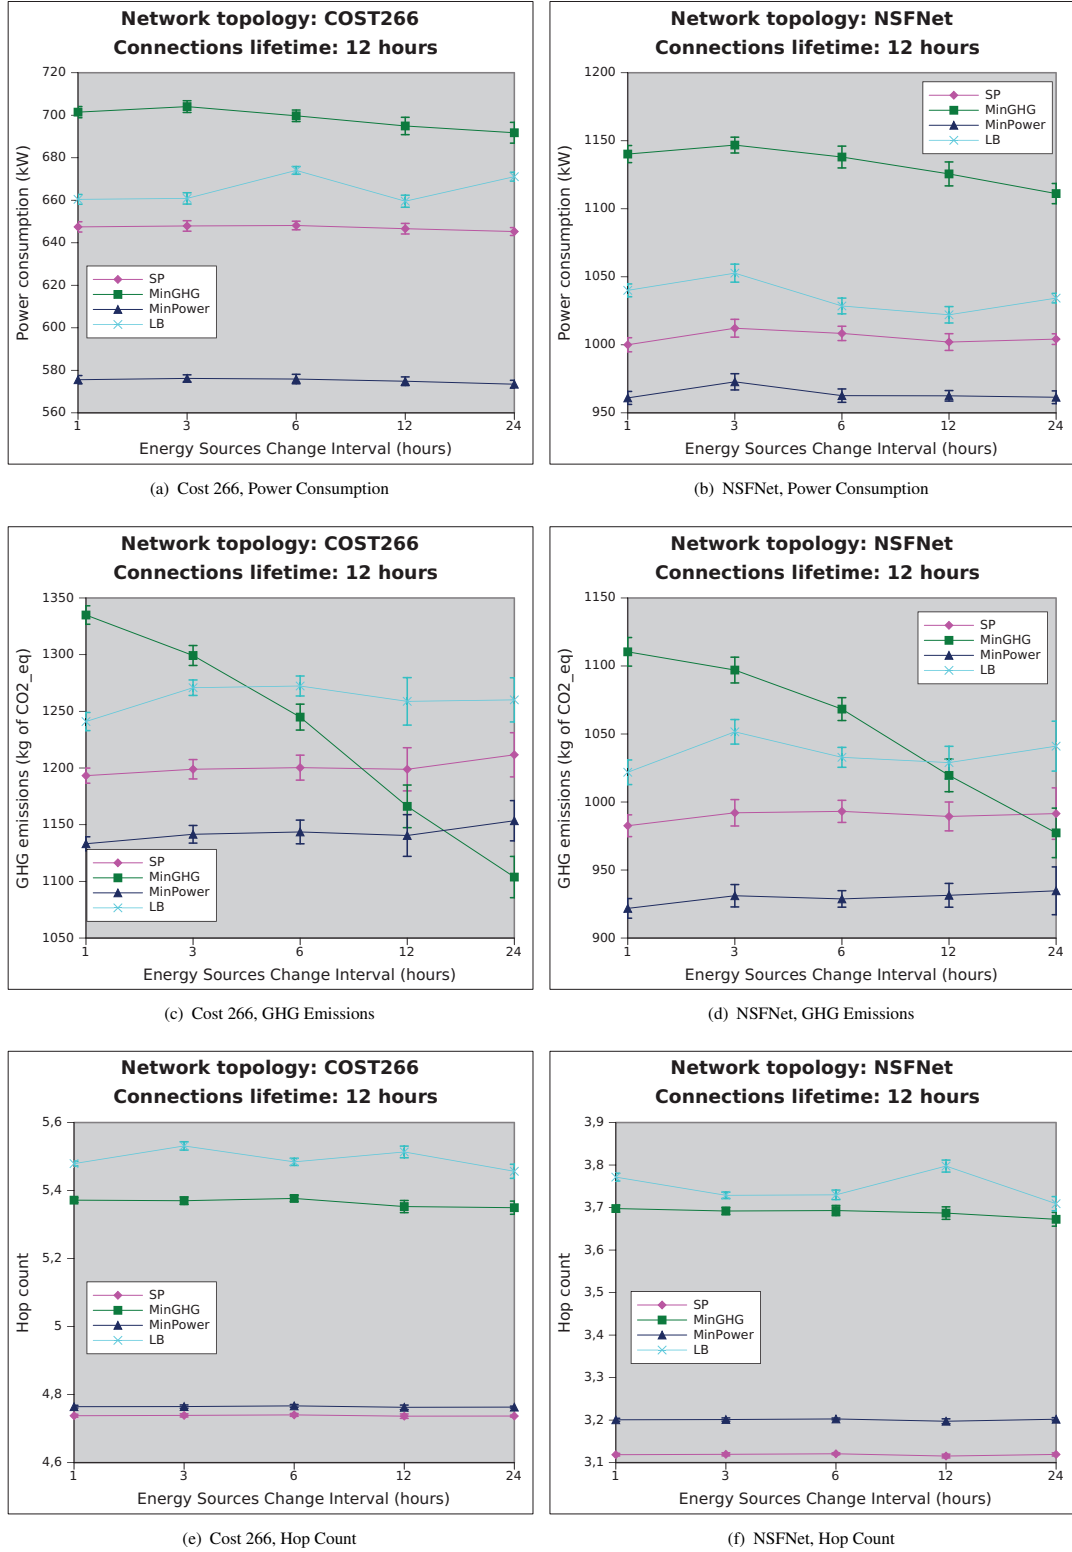 Network topology: COST266
Connections lifetime: 12 hours
720
700
680
660
640
620
600
580
560
Power consumption (kW)
SP
MinGHG
MinPower
LB
1 3 6 12 24
Energy Sources Change Interval (hours)
(a) Cost 266, Power Consumption
Network topology: NSFNet
Connections lifetime: 12 hours
1200
1150
1100
1050
1000
950
Power consumption (kW)
SP
MinGHG
MinPower
LB
1 3 6 12 24
Energy Sources Change Interval (hours)
(b) NSFNet, Power Consumption
Network topology: COST266
Connections lifetime: 12 hours
1350
1300
1250
1200
1150
1100
1050
GHG emissions (kg of CO2_eq)
SP
MinGHG
MinPower
LB
1 3 6 12 24
Energy Sources Change Interval (hours)
(c) Cost 266, GHG Emissions
Network topology: NSFNet
Connections lifetime: 12 hours
1150
1100
1050
1000
950
900
GHG emissions (kg of CO2_eq)
SP
MinGHG
MinPower
LB
1 3 6 12 24
Energy Sources Change Interval (hours)
(d) NSFNet, GHG Emissions
Network topology: COST266
Connections lifetime: 12 hours
5,6
5,4
5,2
5
4,8
4,6
Hop count
SP
MinGHG
MinPower
LB
1 3 6 12 24
Energy Sources Change Interval (hours)
(e) Cost 266, Hop Count
Network topology: NSFNet
Connections lifetime: 12 hours
3,9
3,8
3,7
3,6
3,5
3,4
3,3
3,2
3,1
Hop count
SP
MinGHG
MinPower
LB
1 3 6 12 24
Energy Sources Change Interval (hours)
(f) NSFNet, Hop Count